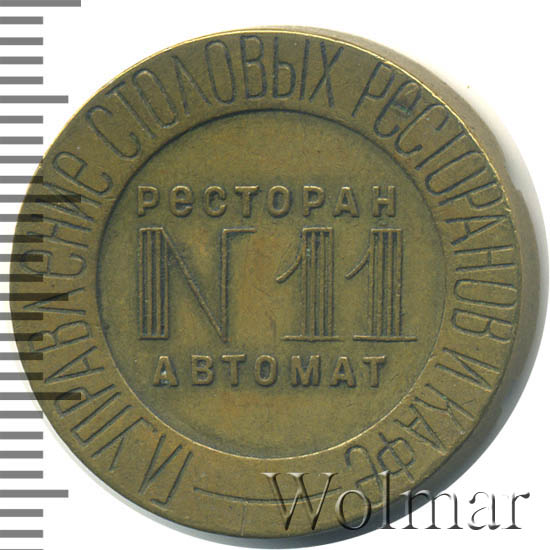 ГЛ.УПРАВЛЕНИЕ СТОЛОВЫХ РЕСТОРАНОВ И КАФЕ
РЕСТОРАН
N 11
АВТОМАТ
Wolmar